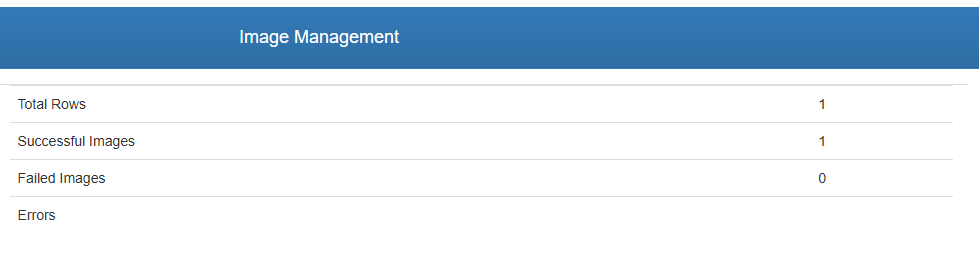 Image Management
Total Rows 1
Successful Images 1
Failed Images 0
Errors